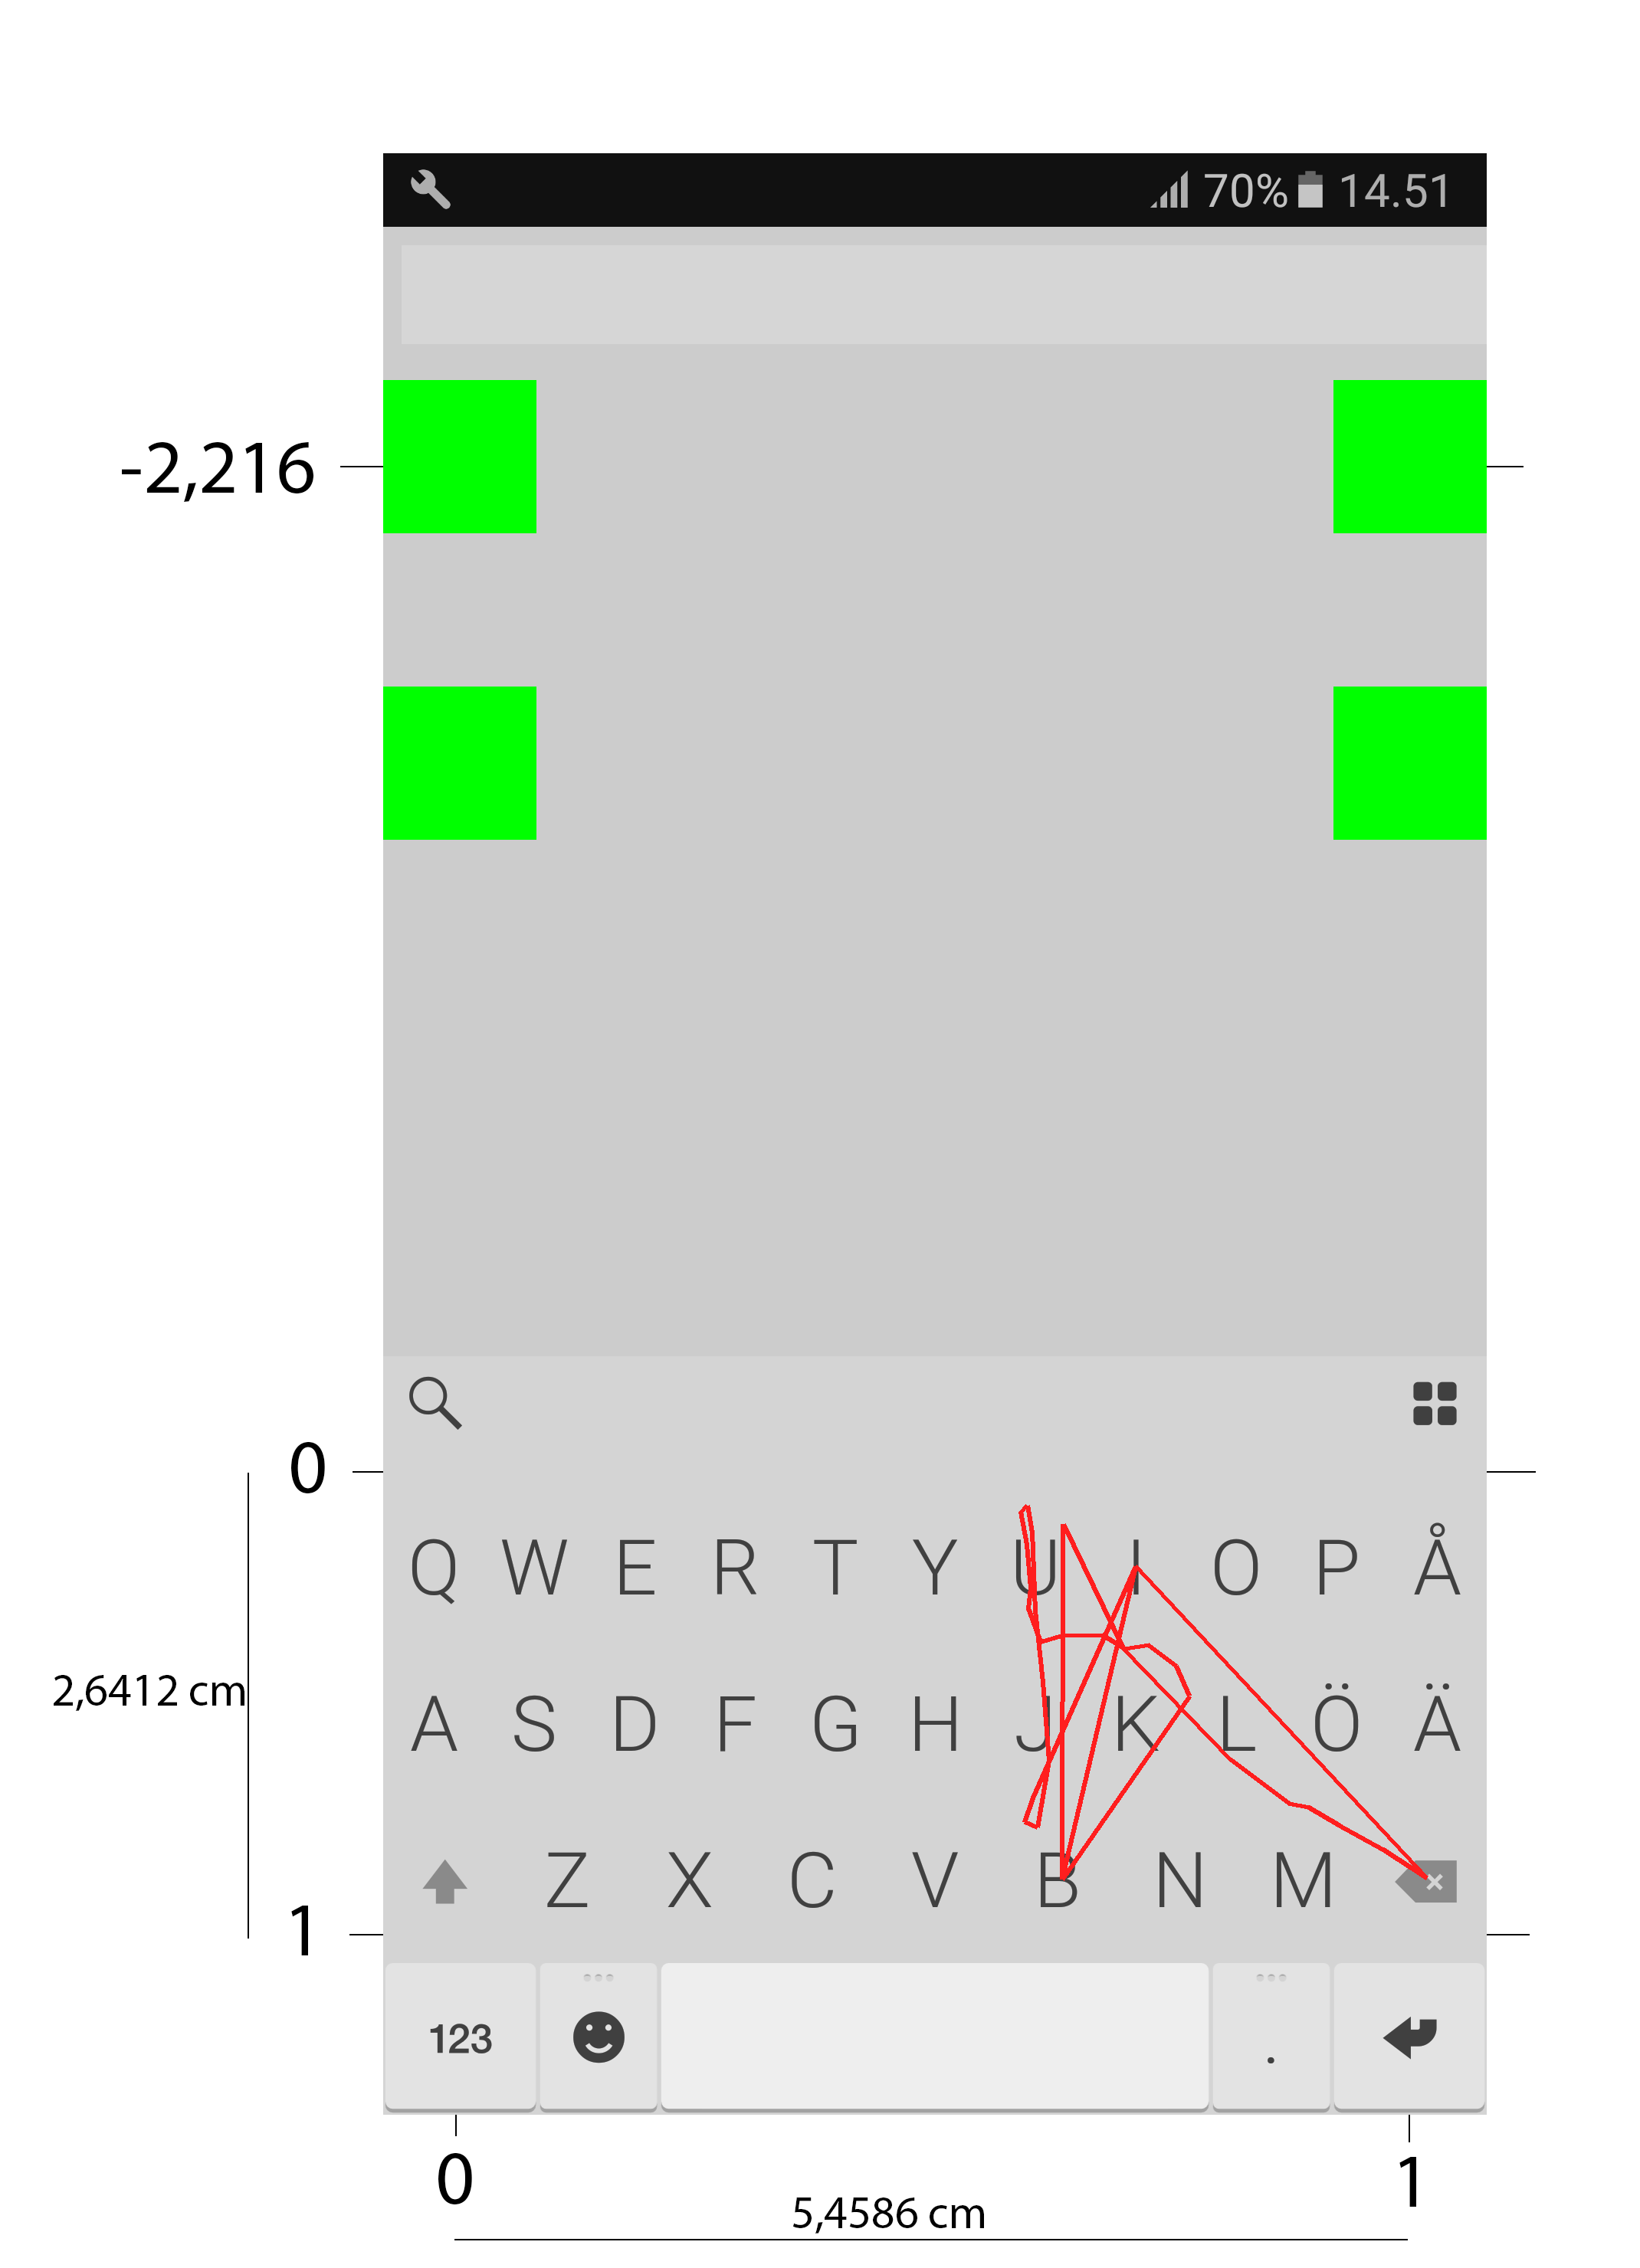 70% 14.51
-2,216
0
Q W E R T Y U I O P Å
2,6412 cm
A S D F G H J K L Ö Ä
Z X C V B N M
1
123 .
0 1
5,4586 cm